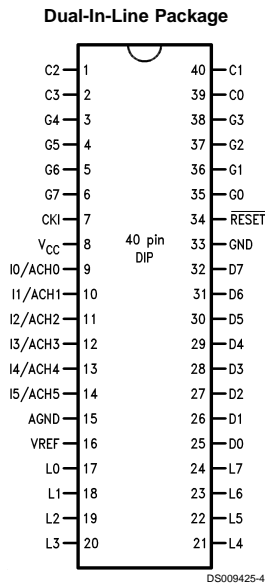 Dual-In-Line Package
C2 1 40 C1
C3 2 39 C0
G4 3 38 G3
G5 4 37 G2
G6 5 36 G1
G7 6 35 G0
CKI 7 34 RESET
VCC 8 33 GND
40 pin
DIP
I0/ACH0 9 32 D7
I1/ACH1 10 31 D6
I2/ACH2 11 30 D5
I3/ACH3 12 29 D4
I4/ACH4 13 28 D3
I5/ACH5 14 27 D2
AGND 15 26 D1
VREF 16 25 D0
L0 17 24 L7
L1 18 23 L6
L2 19 22 L5
L3 20 21 L4
DS009425-4